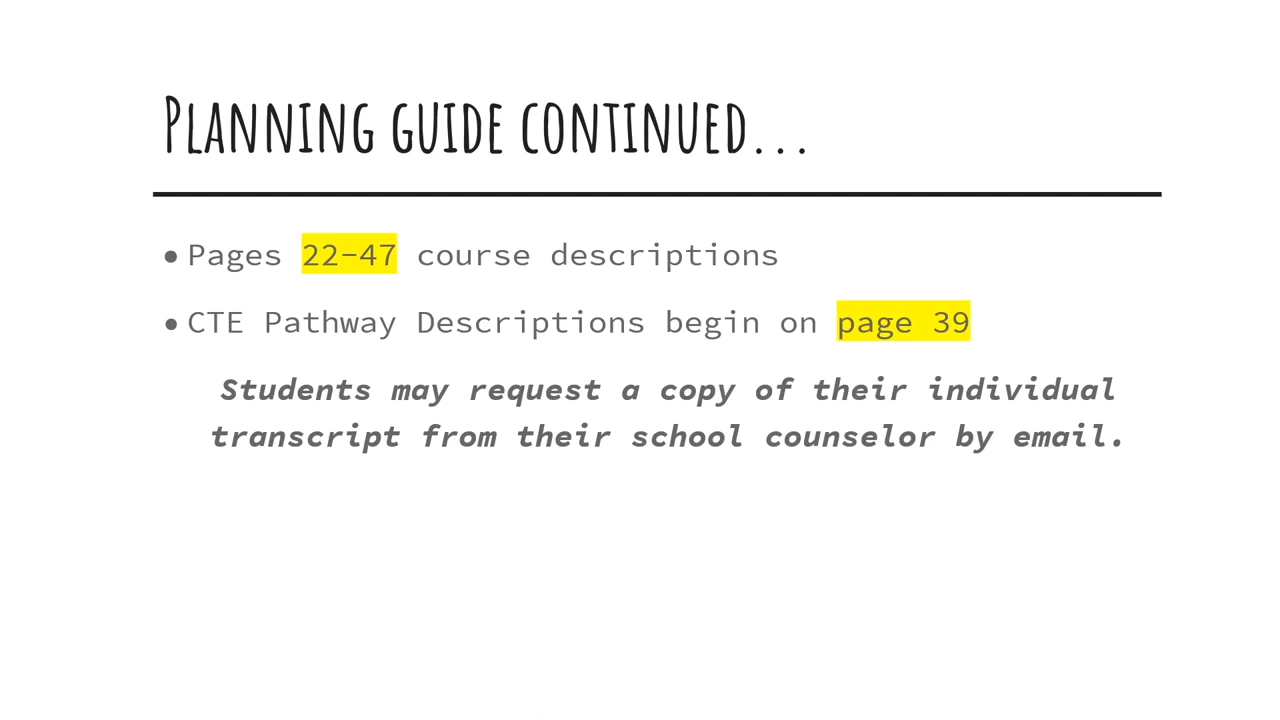 Planning guide continued...
• Pages 22-47 course descriptions
• CTE Pathway Descriptions begin on page 39
Students may request a copy of their individual
transcript from their school counselor by email.